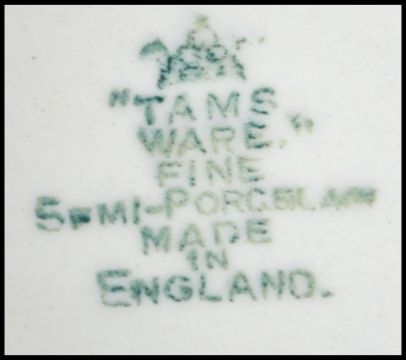 "TAMS
WARE."
FINE
SEMI-PORCELAIN
MADE
IN
ENGLAND.